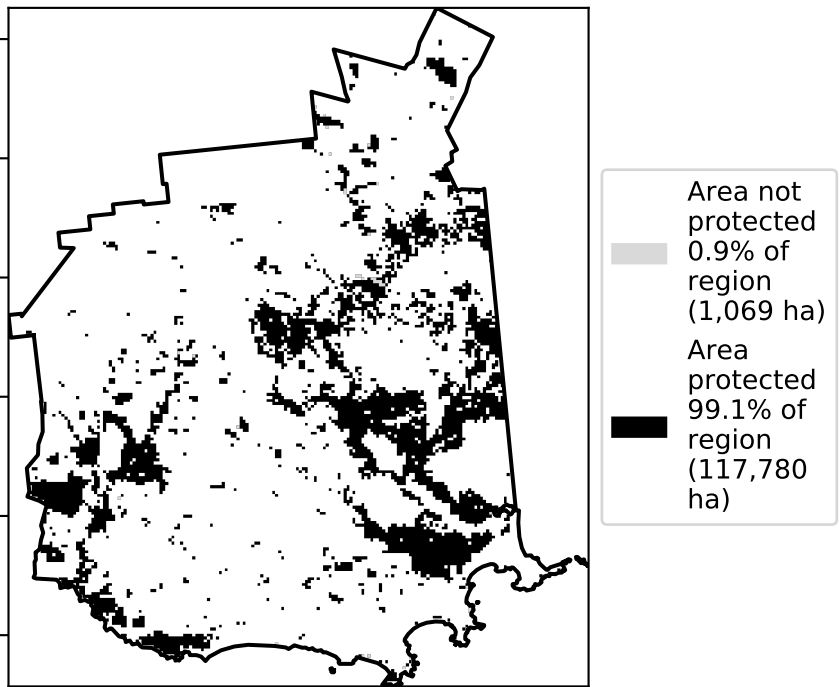 Area not
protected
0.9% of
region
(1,069 ha)
Area
protected
99.1% of
region
(117,780
ha)